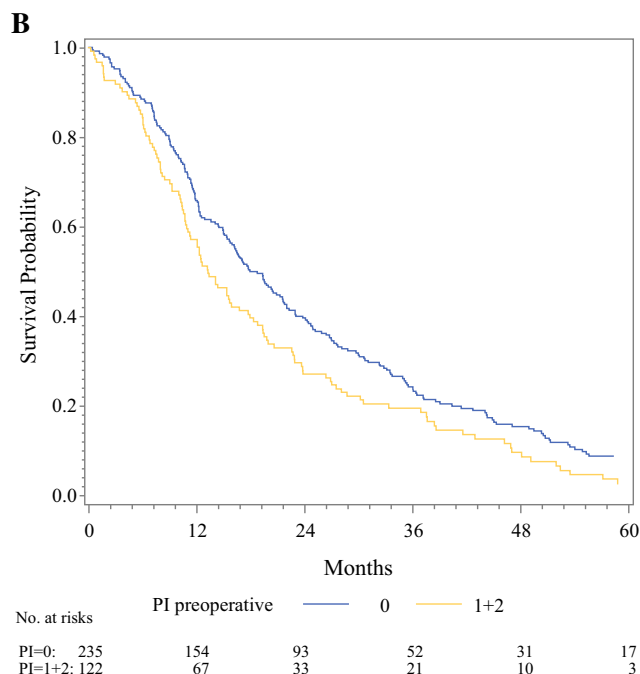 B
1.0
0.8
0.6
0.4
0.2
0.0
Survival Probability
0 12 24 36 48 60
Months
PI preoperative 0 1+2
No. at risks
PI=0: 235 154 93 52 31 17
PI=1+2: 122 67 33 21 10 3